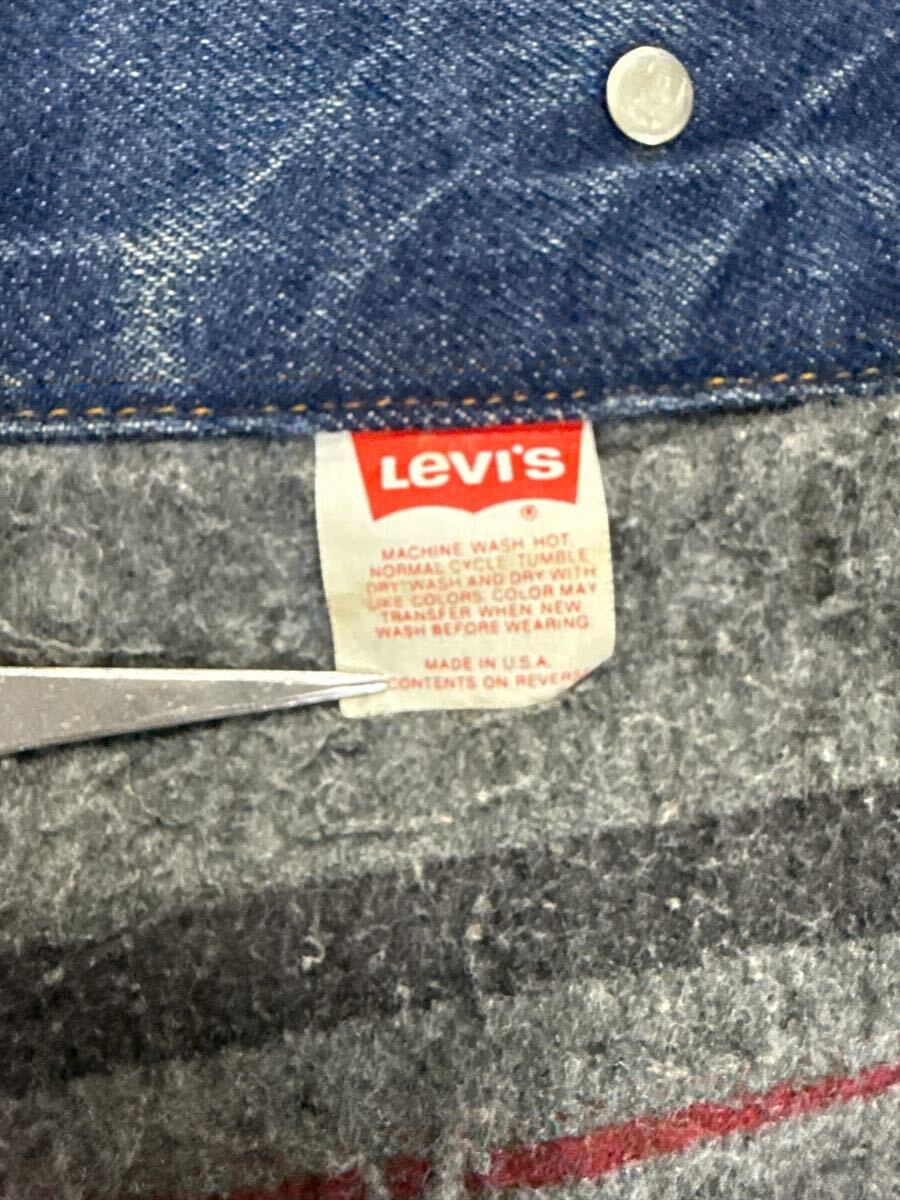 LEVI'S
®
MACHINE WASH HOT,
NORMAL CYCLE. TUMBLE
DRY. WASH AND DRY WITH
LIKE COLORS. COLOR MAY
TRANSFER WHEN NEW.
WASH BEFORE WEARING.
MADE IN U.S.A.
CONTENTS ON REVERSE